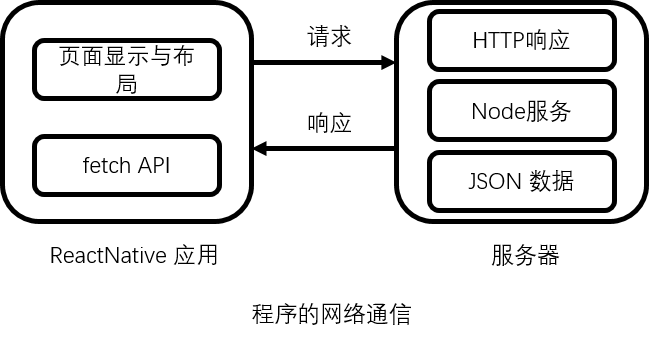 页面显示与布
局
fetch API
ReactNative 应用
请求
响应
HTTP响应
Node服务
JSON 数据
服务器
程序的网络通信